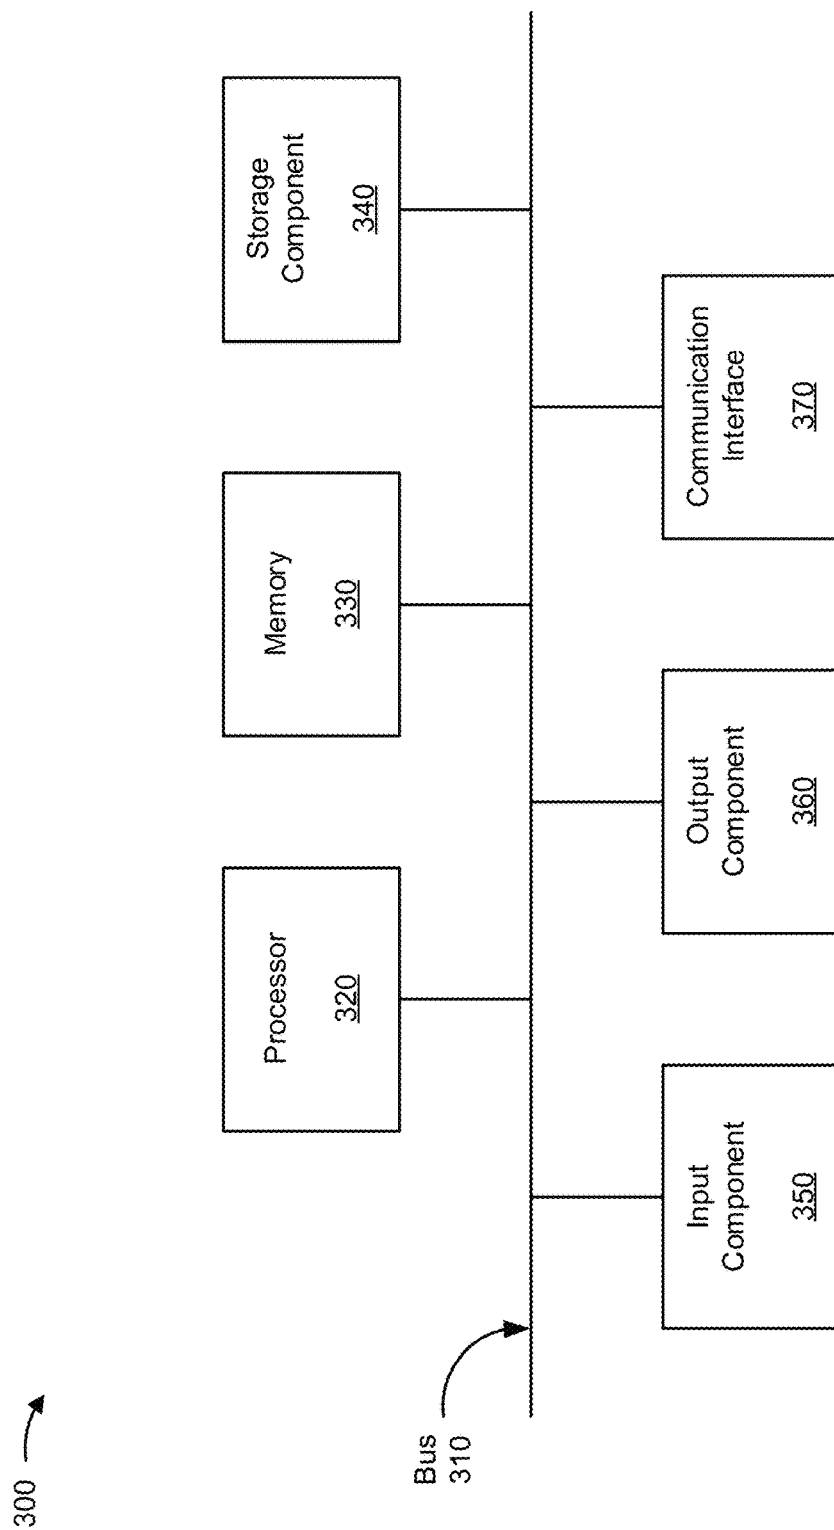 300
Bus
310
Processor
320
Memory
330
Storage
Component
340
Input
Component
350
Output
Component
360
Communication
Interface
370